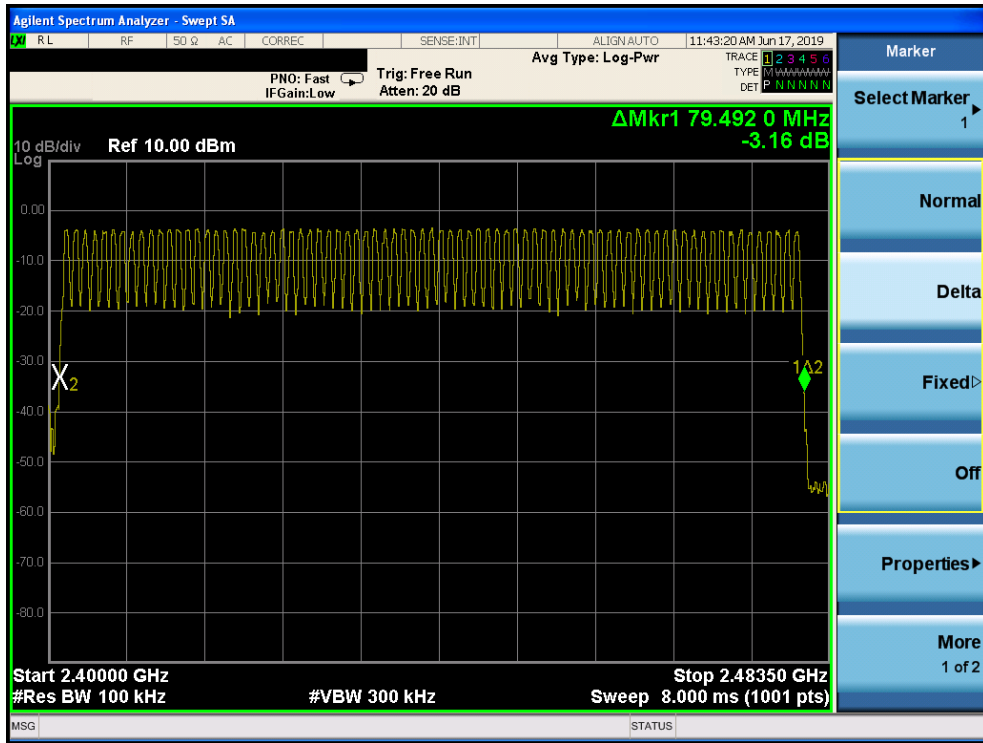 Agilent Spectrum Analyzer - Swept SA
LXI RL RF 50 Ω AC CORREC SENSE:INT ALIGN AUTO 11:43:20 AM Jun 17, 2019
Avg Type: Log-Pwr TRACE 1 2 3 4 5 6
PNO: Fast Trig: Free Run TYPE M WWWWW
IFGain:Low Atten: 20 dB DET P N N N N N
ΔMkr1 79.492 0 MHz
-3.16 dB
10 dB/div Ref 10.00 dBm
Log
0.00
-10.0
-20.0
-30.0
1Δ2
2
-40.0
-50.0
-60.0
-70.0
-80.0
Start 2.40000 GHz Stop 2.48350 GHz
#Res BW 100 kHz #VBW 300 kHz Sweep 8.000 ms (1001 pts)
MSG STATUS
Marker
Select Marker
1
Normal
Delta
Fixed
Off
Properties
More
1 of 2